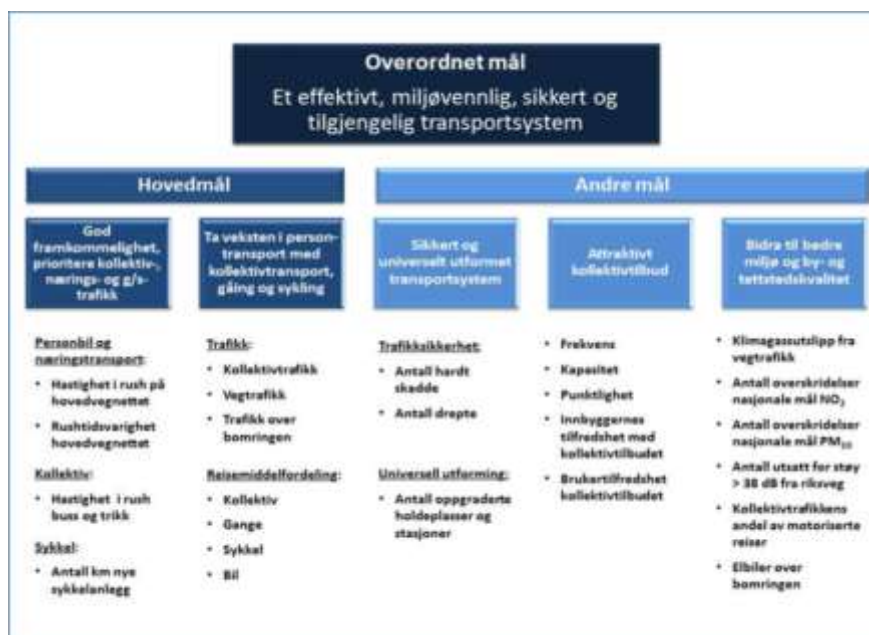 Overordnet mål
Et effektivt, miljøvennlig, sikkert og
tilgjengelig transportsystem
Hovedmål
Andre mål
God
framkommelighet,
prioritere kollektiv-,
nærings- og g/s-
trafikk
Ta veksten i person-
transport med
kollektivtransport,
gåing og sykling
Sikkert og
universelt utformet
transportsystem
Attraktivt
kollektivtilbud
Bidra til bedre
miljø og by- og
tettstedskvalitet
Personbil og
næringstransport:
• Hastighet i rush på
hovedvegnettet
• Rushtidsvarighet
hovedvegnettet
Kollektiv:
• Hastighet i rush
buss og trikk
Sykkel:
• Antall km nye
sykkelanlegg
Trafikk:
• Kollektivtrafikk
• Vegtrafikk
• Trafikk over
bomringen
Reisemiddelfordeling:
• Kollektiv
• Gange
• Sykkel
• Bil
Trafikksikkerhet:
• Antall hardt
skadde
• Antall drepte
Universell utforming:
• Antall oppgraderte
holdeplasser og
stasjoner
• Frekvens
• Kapasitet
• Punktlighet
• Innbyggernes
tilfredshet med
kollektivtilbudet
• Brukertilfredshet
kollektivtilbudet
• Klimagassutslipp fra
vegtrafikk
• Antall overskridelser
nasjonale mål NO₂
• Antall overskridelser
nasjonale mål PM₁₀
• Antall utsatt for støy
> 38 dB fra riksveg
• Kollektivtrafikkens
andel av motoriserte
reiser
• Elbiler over
bomringen